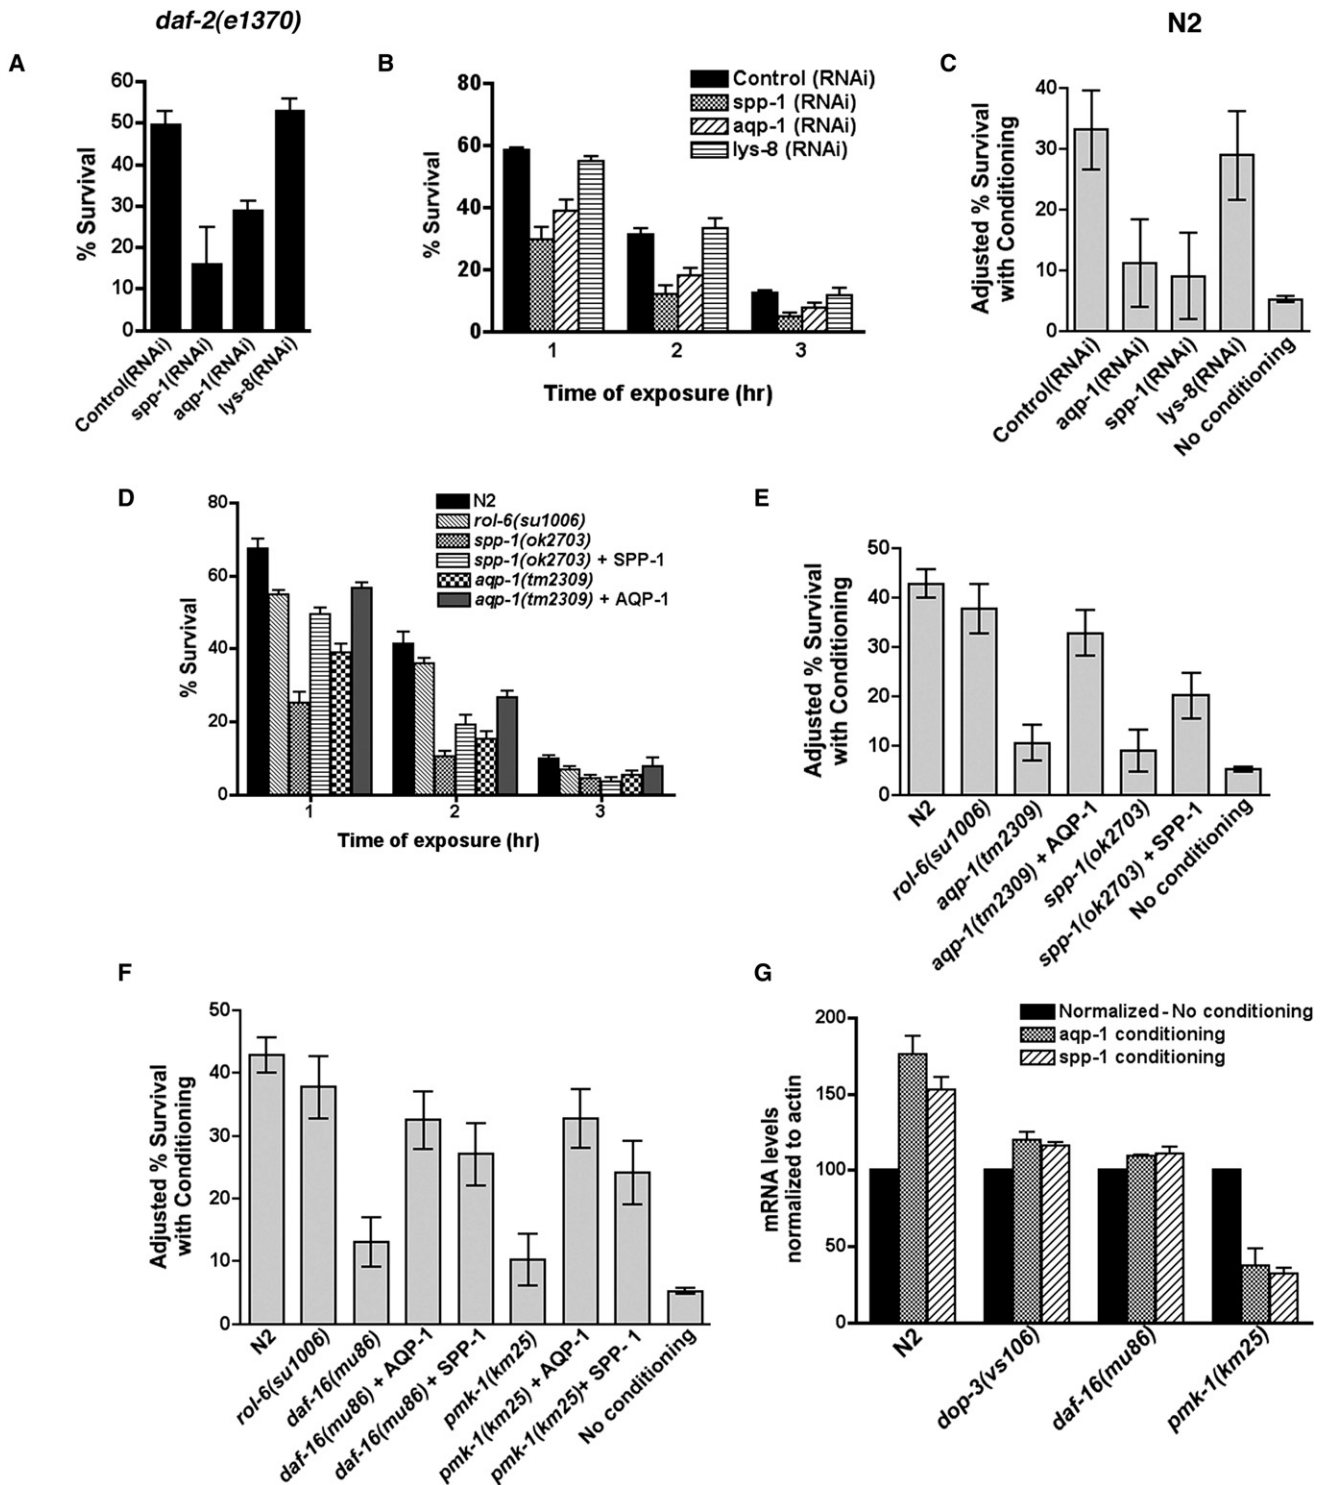 daf-2(e1370)
N2
A
60
50
40
30
20
10
0
% Survival
Control(RNAi)
spp-1(RNAi)
aqp-1(RNAi)
lys-8(RNAi)
B
80
60
40
20
0
% Survival
Control (RNAi)
spp-1 (RNAi)
aqp-1 (RNAi)
lys-8 (RNAi)
1
2
3
Time of exposure (hr)
C
40
30
20
10
0
Adjusted % Survival
with Conditioning
Control(RNAi)
aqp-1(RNAi)
spp-1(RNAi)
lys-8(RNAi)
No conditioning
D
80
60
40
20
0
% Survival
N2
rol-6(su1006)
spp-1(ok2703)
spp-1(ok2703) + SPP-1
aqp-1(tm2309)
aqp-1(tm2309) + AQP-1
1
2
3
Time of exposure (hr)
E
50
40
30
20
10
0
Adjusted % Survival
with Conditioning
N2
rol-6(su1006)
aqp-1(tm2309)
aqp-1(tm2309) + AQP-1
spp-1(ok2703)
spp-1(ok2703) + SPP-1
No conditioning
F
50
40
30
20
10
0
Adjusted % Survival
with Conditioning
N2
rol-6(su1006)
daf-16(mu86)
daf-16(mu86) + AQP-1
daf-16(mu86) + SPP-1
pmk-1(km25)
pmk-1(km25) + AQP-1
pmk-1(km25)+ SPP- 1
No conditioning
G
200
150
100
50
0
mRNA levels
normalized to actin
Normalized - No conditioning
aqp-1 conditioning
spp-1 conditioning
N2
dop-3(vs106)
daf-16(mu86)
pmk-1(km25)